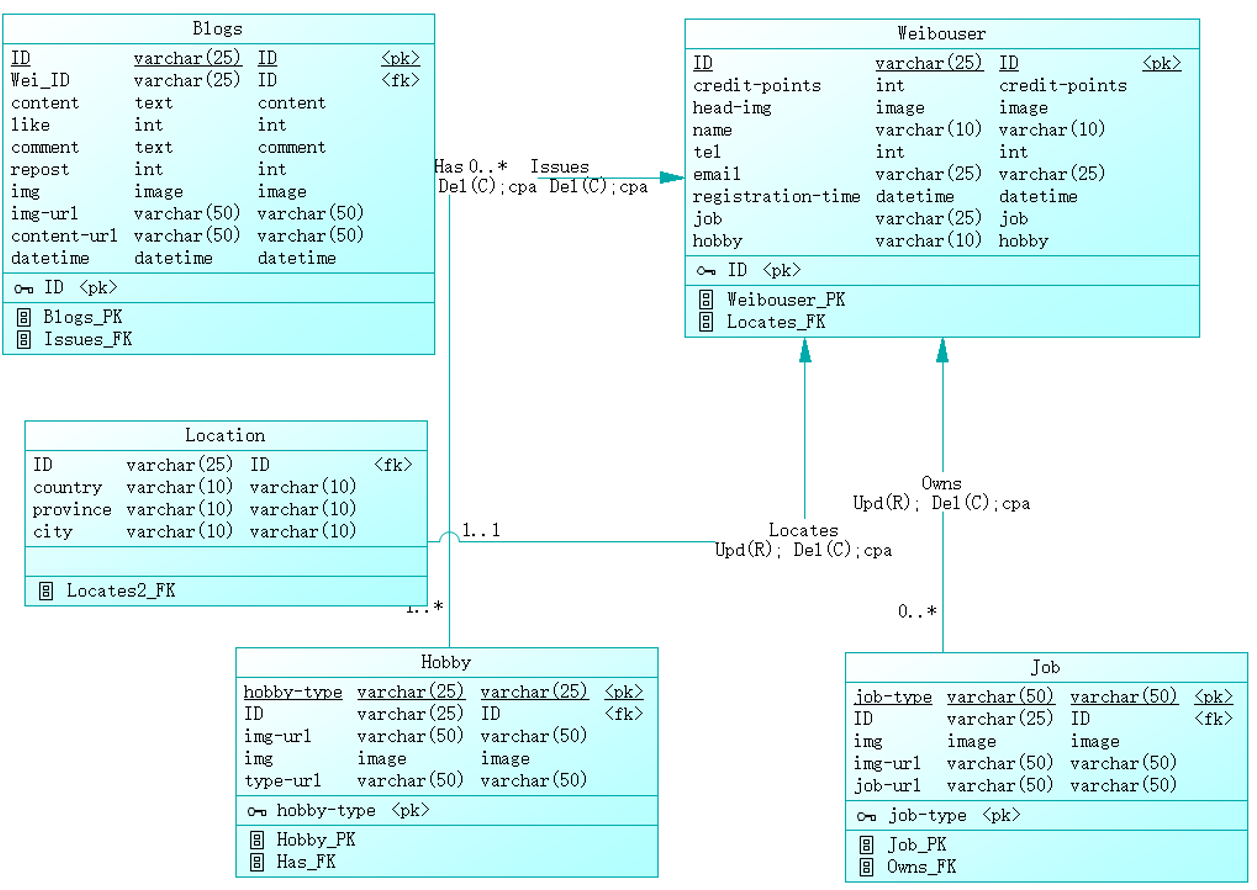 Blogs
ID varchar(25) ID <pk>
Wei_ID varchar(25) ID <fk>
content text content
like int int
comment text comment
repost int int
img image image
img-url varchar(50) varchar(50)
content-url varchar(50) varchar(50)
datetime datetime datetime
ID <pk>
Blogs_PK
Issues_FK
Has 0..* Issues
Del(C);cpa Del(C);cpa
Weibouser
ID varchar(25) ID <pk>
credit-points int credit-points
head-img image image
name varchar(10) varchar(10)
tel int int
email varchar(25) varchar(25)
registration-time datetime datetime
job varchar(25) job
hobby varchar(10) hobby
ID <pk>
Weibouser_PK
Locates_FK
Location
ID varchar(25) ID <fk>
country varchar(10) varchar(10)
province varchar(10) varchar(10)
city varchar(10) varchar(10)
Locates2_FK
1..1
Locates
Upd(R); Del(C);cpa
Owns
Upd(R); Del(C);cpa
1..*
0..*
Hobby
hobby-type varchar(25) varchar(25) <pk>
ID varchar(25) ID <fk>
img-url varchar(50) varchar(50)
img image image
type-url varchar(50) varchar(50)
hobby-type <pk>
Hobby_PK
Has_FK
Job
job-type varchar(50) varchar(50) <pk>
ID varchar(25) ID <fk>
img image image
img-url varchar(50) varchar(50)
job-url varchar(50) varchar(50)
job-type <pk>
Job_PK
Owns_FK